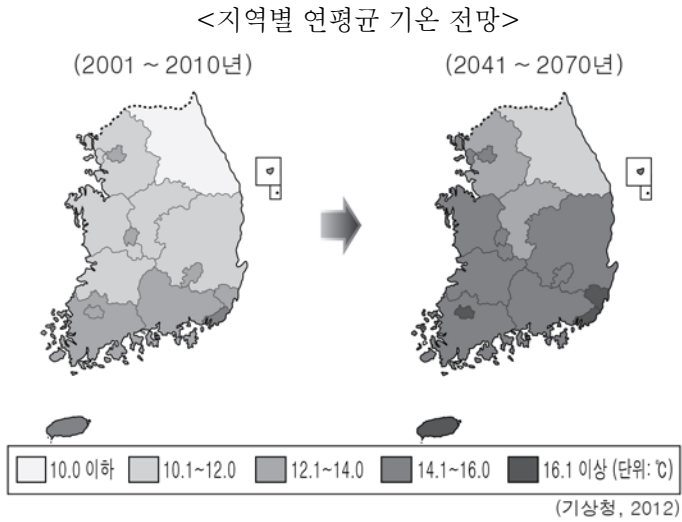 <지역별 연평균 기온 전망>
(2001 ~ 2010년)
(2041 ~ 2070년)
10.0 이하 10.1~12.0 12.1~14.0 14.1~16.0 16.1 이상 (단위: ℃)
(기상청, 2012)